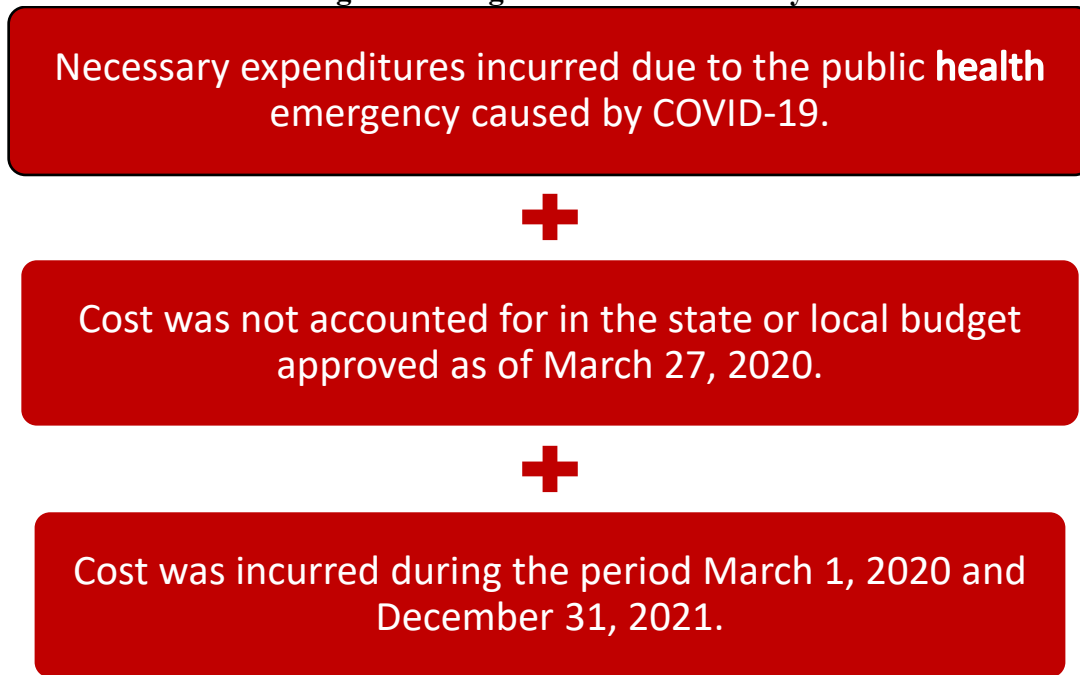 Necessary expenditures incurred due to the public health
emergency caused by COVID-19.
Cost was not accounted for in the state or local budget
approved as of March 27, 2020.
Cost was incurred during the period March 1, 2020 and
December 31, 2021.